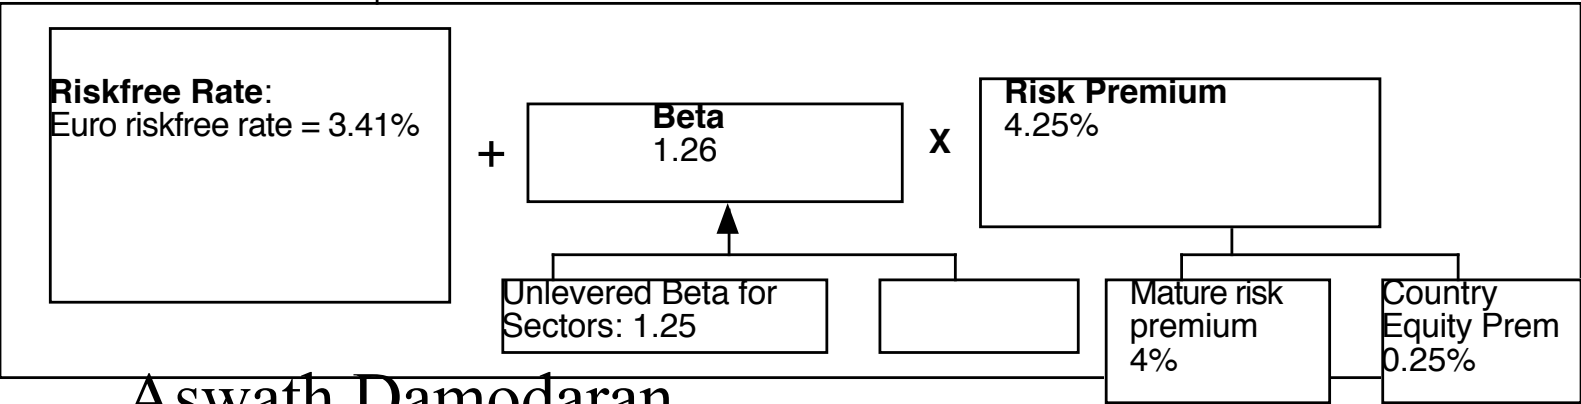 Riskfree Rate:
Euro riskfree rate = 3.41%
+
Beta
1.26
X
Risk Premium
4.25%
Unlevered Beta for
Sectors: 1.25
Mature risk
premium
4%
Country
Equity Prem
0.25%
Aswath Damodaran